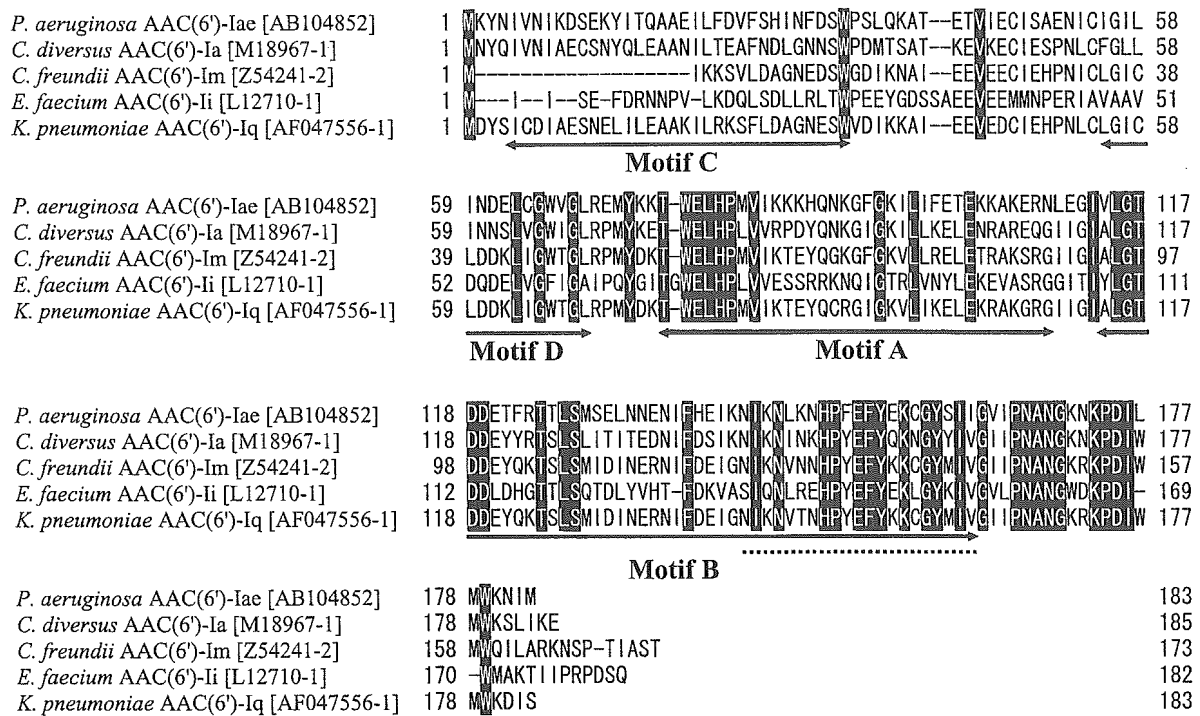 P. aeruginosa AAC(6')-Iae [AB104852] 1 MKYNIVNIKDSEKYITQAAEILFDVFSHINFDSWPSLQKAT--ETVIECISAENICIGIL 58
C. diversus AAC(6')-Ia [M18967-1] 1 MNYQIVNIAECSNYQLEAANILTEAFNDLGNNSWPDMTSAT--KEVKECIESPNLCFGLL 58
C. freundii AAC(6')-Im [Z54241-2] 1 M--------------------IKKSVLDAGNEDSWGDIKNAI--EEVEECIEHPNICLGIC 38
E. faecium AAC(6')-Ii [L12710-1] 1 M---I--I--SE-FDRNNPV-LKDQLSDLLRLTWPEEYGDSSAEEVEEMMNPERIAVAAV 51
K. pneumoniae AAC(6')-Iq [AF047556-1] 1 MDYSICDIAESNELILEAAKILRKSFLDAGNESWVDIKKAI--EEVEDCIEHPNLCLGIC 58
Motif C
P. aeruginosa AAC(6')-Iae [AB104852] 59 INDELCGWVGLREMYKKT-WELHPMVIKKKHQNKGFGKILIFETEKKAKERNLEGIVLGT 117
C. diversus AAC(6')-Ia [M18967-1] 59 INNSLVGWIGLRPMYKET-WELHPLVVRPDYQNKGIGKILLKELENRAREQGIIGIALGT 117
C. freundii AAC(6')-Im [Z54241-2] 39 LDDKLIGWTGLRPMYDKT-WELHPMVIKTEYQGKGFGKVLLRELETRAKSRGIIGIALGT 97
E. faecium AAC(6')-Ii [L12710-1] 52 DQDELVGFIGAIPQYGITGWELHPLVVESSRRKNQIGTRLVNYLEKEVASRGGITIYLGT 111
K. pneumoniae AAC(6')-Iq [AF047556-1] 59 LDDKLIGWTGLRPMYDKT-WELHPMVIKTEYQCRGIGKVLIKELEKRAKGRGIIGIALGT 117
Motif D Motif A
P. aeruginosa AAC(6')-Iae [AB104852] 118 DDETFRTTLSMSELNNENIFHEIKNIKNLKNHPFEFYEKCGYSIIGVIPNANGKNKPDIL 177
C. diversus AAC(6')-Ia [M18967-1] 118 DDEYYRTSLSLITITEDNIFDSIKNIKNINKHPYEFYQKNGYYIVGIIPNANGKNKPDIW 177
C. freundii AAC(6')-Im [Z54241-2] 98 DDEYQKTSLSMIDINERNIFDEIGNIKNVNNHPYEFYKKCGYMIVGIIPNANGKRKPDIW 157
E. faecium AAC(6')-Ii [L12710-1] 112 DDLDHGTTLSQTDLYVHT-FDKVASIQNLREHPYEFYEKLGYKIVGVLPNANGWDKPDI- 169
K. pneumoniae AAC(6')-Iq [AF047556-1] 118 DDEYQKTSLSMIDINERNIFDEIGNIKNVTNHPYEFYKKCGYMIVGIIPNANGKRKPDIW 177
Motif B
P. aeruginosa AAC(6')-Iae [AB104852] 178 MWKNIM 183
C. diversus AAC(6')-Ia [M18967-1] 178 MWKSLIKE 185
C. freundii AAC(6')-Im [Z54241-2] 158 MWQILARKNSP-TIAST 173
E. faecium AAC(6')-Ii [L12710-1] 170 -WMAKTIIPRPDSQ 182
K. pneumoniae AAC(6')-Iq [AF047556-1] 178 MWKDIS 183